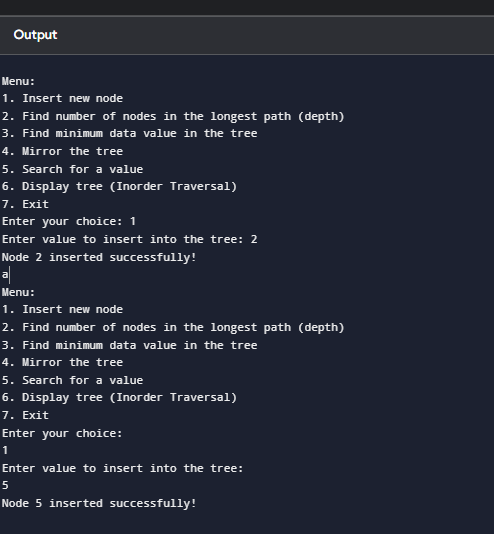 Output
Menu:
1. Insert new node
2. Find number of nodes in the longest path (depth)
3. Find minimum data value in the tree
4. Mirror the tree
5. Search for a value
6. Display tree (Inorder Traversal)
7. Exit
Enter your choice: 1
Enter value to insert into the tree: 2
Node 2 inserted successfully!
a
Menu:
1. Insert new node
2. Find number of nodes in the longest path (depth)
3. Find minimum data value in the tree
4. Mirror the tree
5. Search for a value
6. Display tree (Inorder Traversal)
7. Exit
Enter your choice:
1
Enter value to insert into the tree:
5
Node 5 inserted successfully!